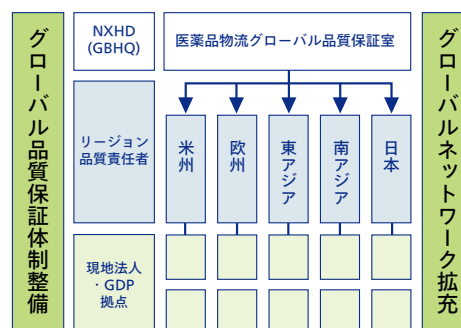 グローバル品質保証体制整備
NXHD
(GBHQ)
医薬品物流グローバル品質保証室
リージョン
品質責任者
米州
欧州
東アジア
南アジア
日本
現地法人
・GDP
拠点
グローバルネットワーク拡充